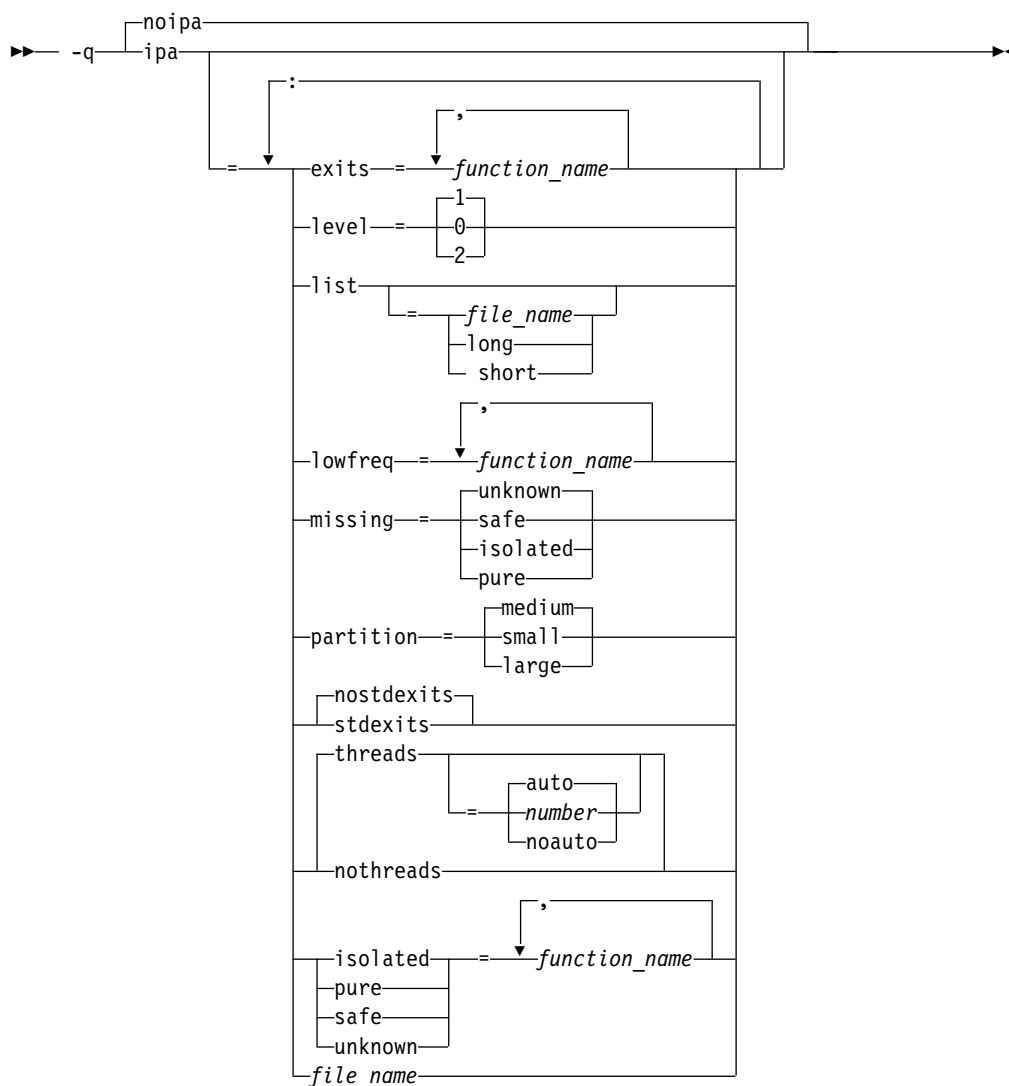 noipa
-q ipa
:
,
= exits = function_name
level = 1
0
2
list
= file_name
long
short
,
lowfreq = function_name
missing = unknown
safe
isolated
pure
partition = medium
small
large
nostdexits
stdexits
threads
= auto
number
noauto
nothreads
,
isolated = function_name
pure
safe
unknown
file_name